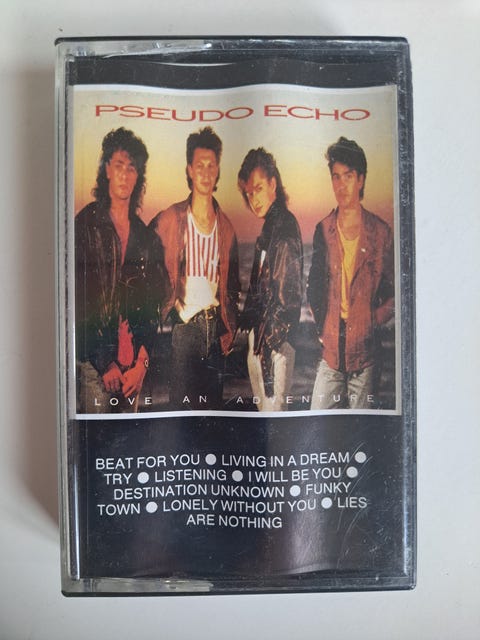 PSEUDO ECHO
LOVE AN ADVENTURE
BEAT FOR YOU ● LIVING IN A DREAM ●
TRY ● LISTENING ● I WILL BE YOU ●
DESTINATION UNKNOWN ● FUNKY
TOWN ● LONELY WITHOUT YOU ● LIES
ARE NOTHING